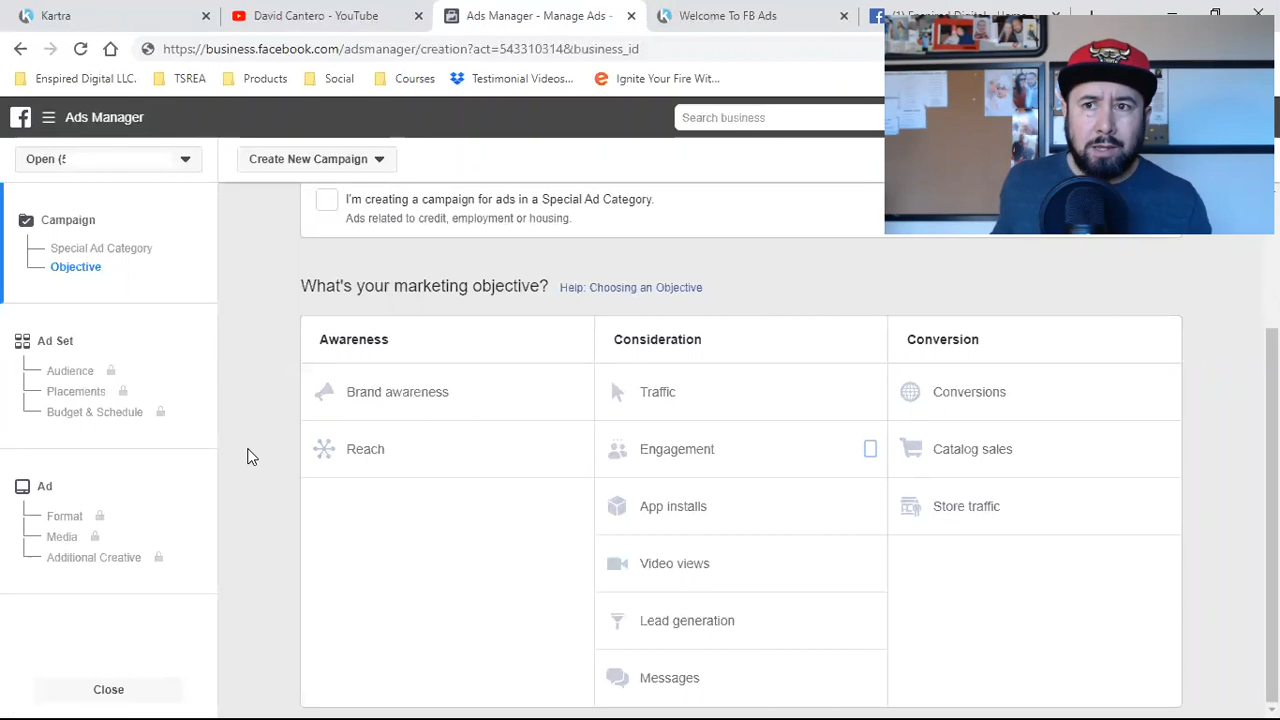 Kartra
David Cantero - YouTube
Ads Manager - Manage Ads -
Welcome To FB Ads
https://business.facebook.com/adsmanager/creation?act=543310314&business_id
Enspired Digital LLC.
TSREA
Products
Testimonial Videos...
Ignite Your Fire Wit...
Ads Manager
Search business
Open (5
Create New Campaign
Campaign
Special Ad Category
Objective
Ad Set
Audience
Placements
Budget & Schedule
Ad
Format
Media
Additional Creative
Close
I'm creating a campaign for ads in a Special Ad Category.
Ads related to credit, employment or housing.
What's your marketing objective? Help: Choosing an Objective
Awareness
Brand awareness
Reach
Consideration
Traffic
Engagement
App installs
Video views
Lead generation
Messages
Conversion
Conversions
Catalog sales
Store traffic